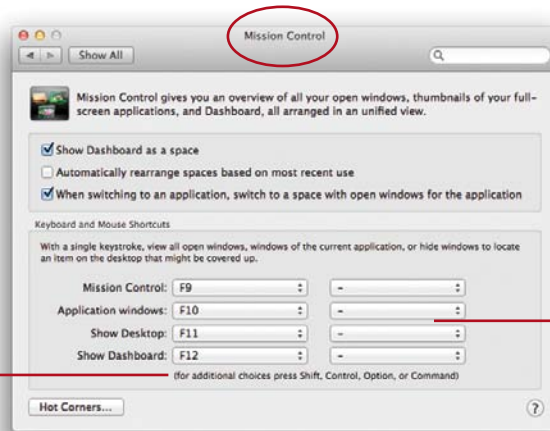 Mission Control
Show All
Mission Control gives you an overview of all your open windows, thumbnails of your full-
screen applications, and Dashboard, all arranged in an unified view.
Show Dashboard as a space
Automatically rearrange spaces based on most recent use
When switching to an application, switch to a space with open windows for the application
Keyboard and Mouse Shortcuts
With a single keystroke, view all open windows, windows of the current application, or hide windows to locate
an item on the desktop that might be covered up.
Mission Control: F9 –
Application windows: F10 –
Show Desktop: F11 –
Show Dashboard: F12 –
(for additional choices press Shift, Control, Option, or Command)
Hot Corners... ?